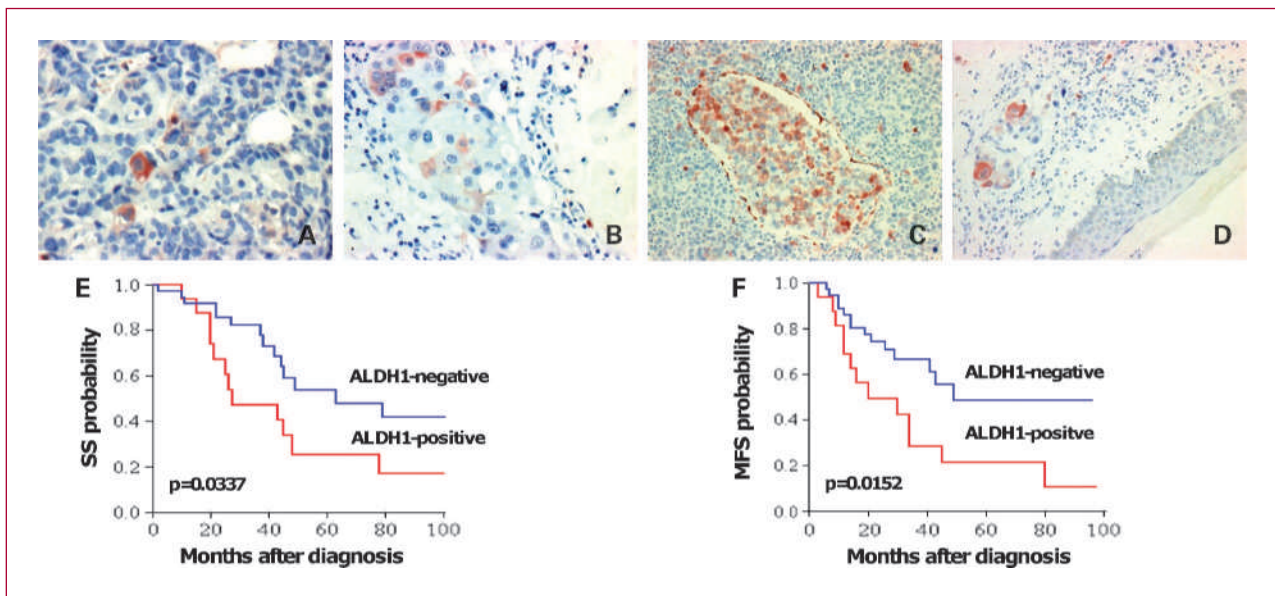 A
B
C
D
E
SS probability
1.0
0.8
0.6
0.4
0.2
0.0
ALDH1-negative
ALDH1-positive
p=0.0337
0 20 40 60 80 100
Months after diagnosis
F
MFS probability
1.0
0.8
0.6
0.4
0.2
0.0
ALDH1-negative
ALDH1-positve
p=0.0152
0 20 40 60 80 100
Months after diagnosis